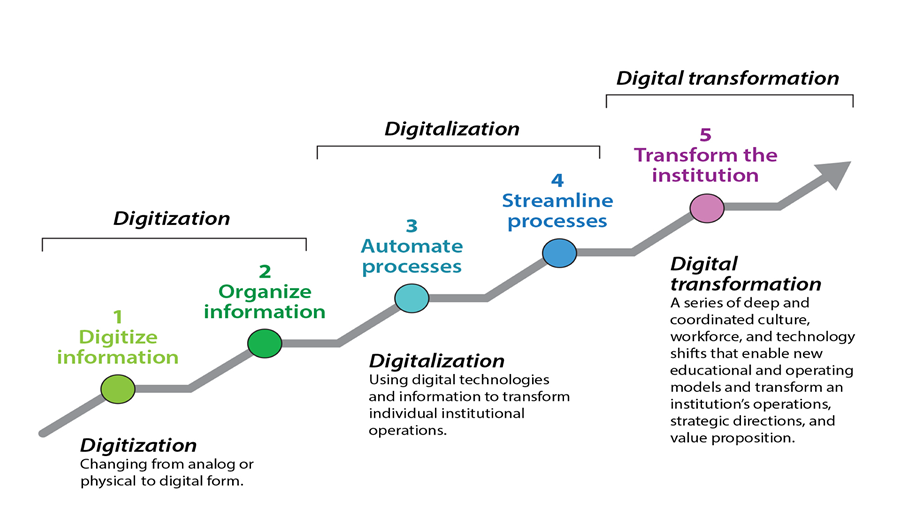 Digital transformation
Digitalization
5
Transform the
institution
4
Streamline
processes
Digitization
3
Automate
processes
2
Organize
information
1
Digitize
information
Digital
transformation
A series of deep and
coordinated culture,
workforce, and technology
shifts that enable new
educational and operating
models and transform an
institution’s operations,
strategic directions, and
value proposition.
Digitalization
Using digital technologies
and information to transform
individual institutional
operations.
Digitization
Changing from analog or
physical to digital form.